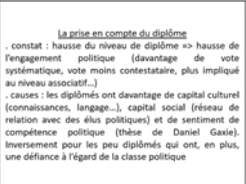 La prise en compte du diplôme
. constat : hausse du niveau de diplôme => hausse de
l'engagement politique (davantage de vote
systématique, vote moins contestataire, plus impliqué
au niveau associatif...)
. causes : les diplômés ont davantage de capital culturel
(connaissances, langage...), capital social (réseau de
relation avec des élus politiques) et de sentiment de
compétence politique (thèse de Daniel Gaxie).
Inversement pour les peu diplômés qui ont, en plus,
une défiance à l'égard de la classe politique